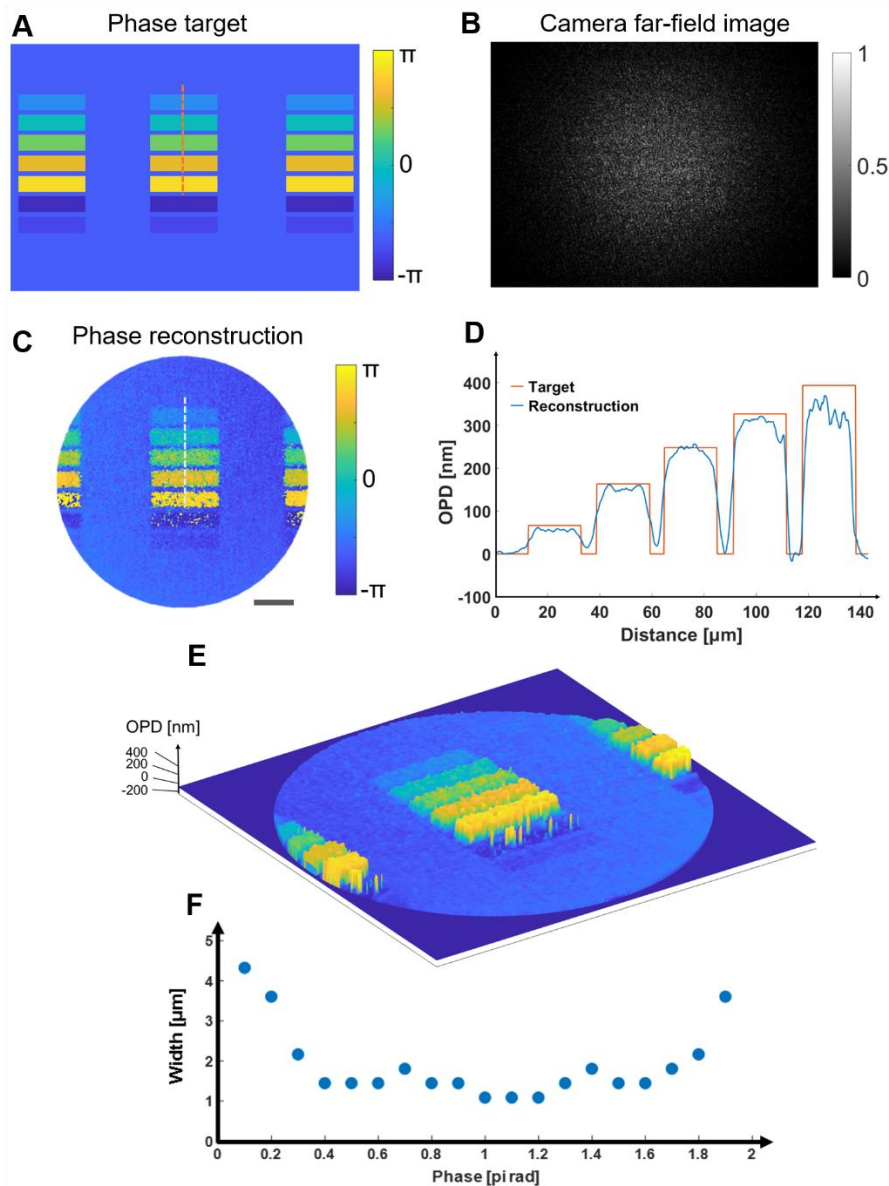 A
Phase target
π
0
-π
B
Camera far-field image
1
0.5
0
C
Phase reconstruction
π
0
-π
D
Target
Reconstruction
OPD [nm]
400
300
200
100
0
-100
0
20
40
60
80
100
120
140
Distance [µm]
E
OPD [nm]
400
200
0
-200
F
Width [µm]
5
4
3
2
1
0
0
0.2
0.4
0.6
0.8
1
1.2
1.4
1.6
1.8
2
Phase [pi rad]